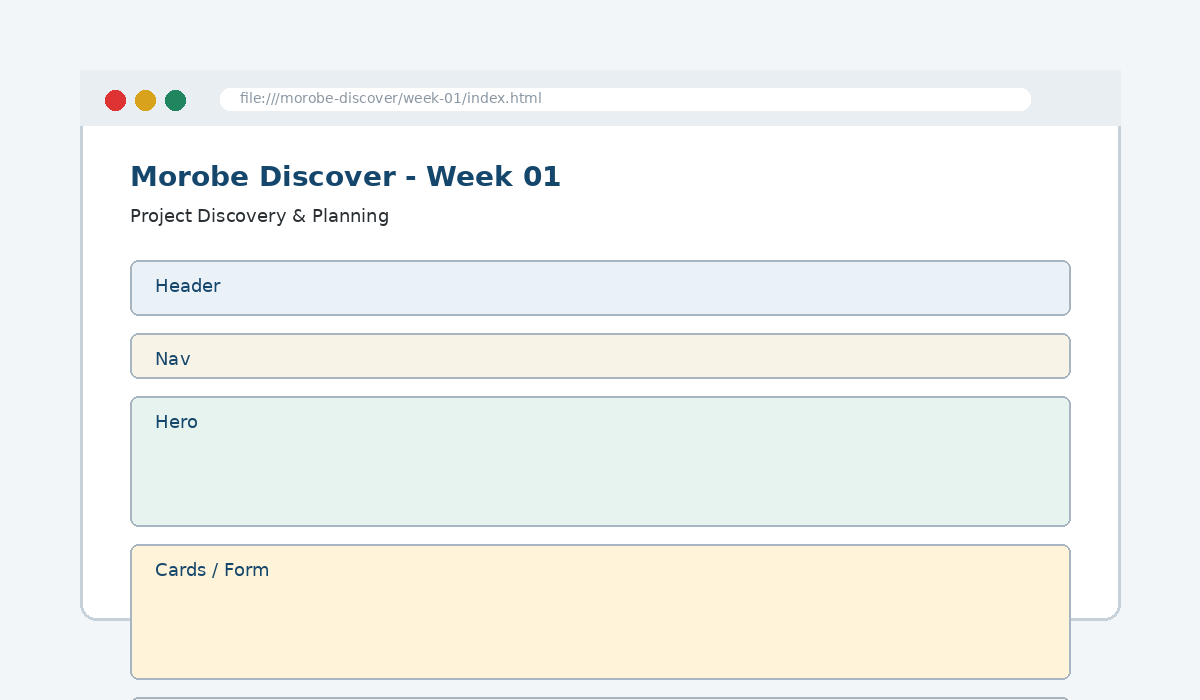 file:///morobe-discover/week-01/index.html
Morobe Discover - Week 01
Project Discovery & Planning
Header
Nav
Hero
Cards / Form